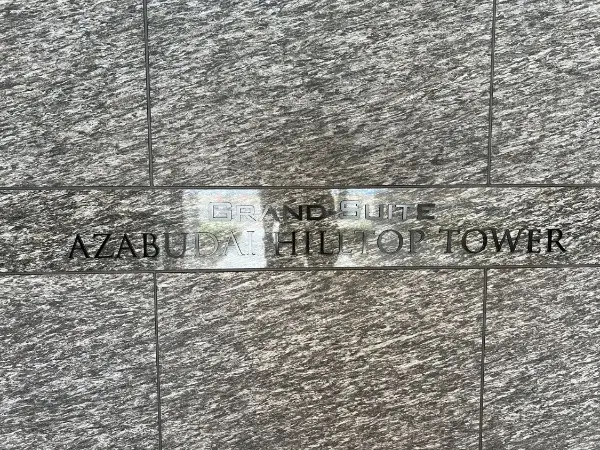 GRAND SUITE
AZABUDAI HILLTOP TOWER